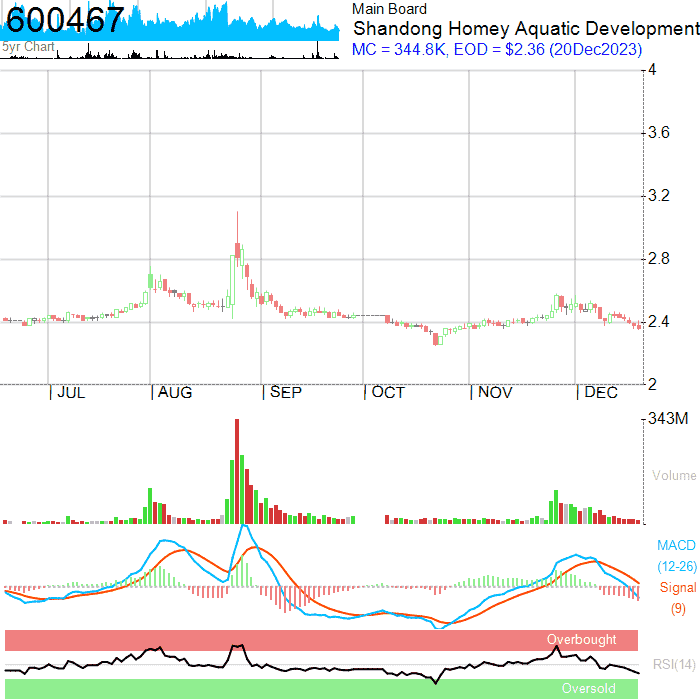 600467
5yr Chart
Main Board
Shandong Homey Aquatic Development
MC = 344.8K, EOD = $2.36 (20Dec2023)
4
3.6
3.2
2.8
2.4
2
JUL AUG SEP OCT NOV DEC
343M
Volume
MACD
(12-26)
Signal
(9)
Overbought
RSI(14)
Oversold